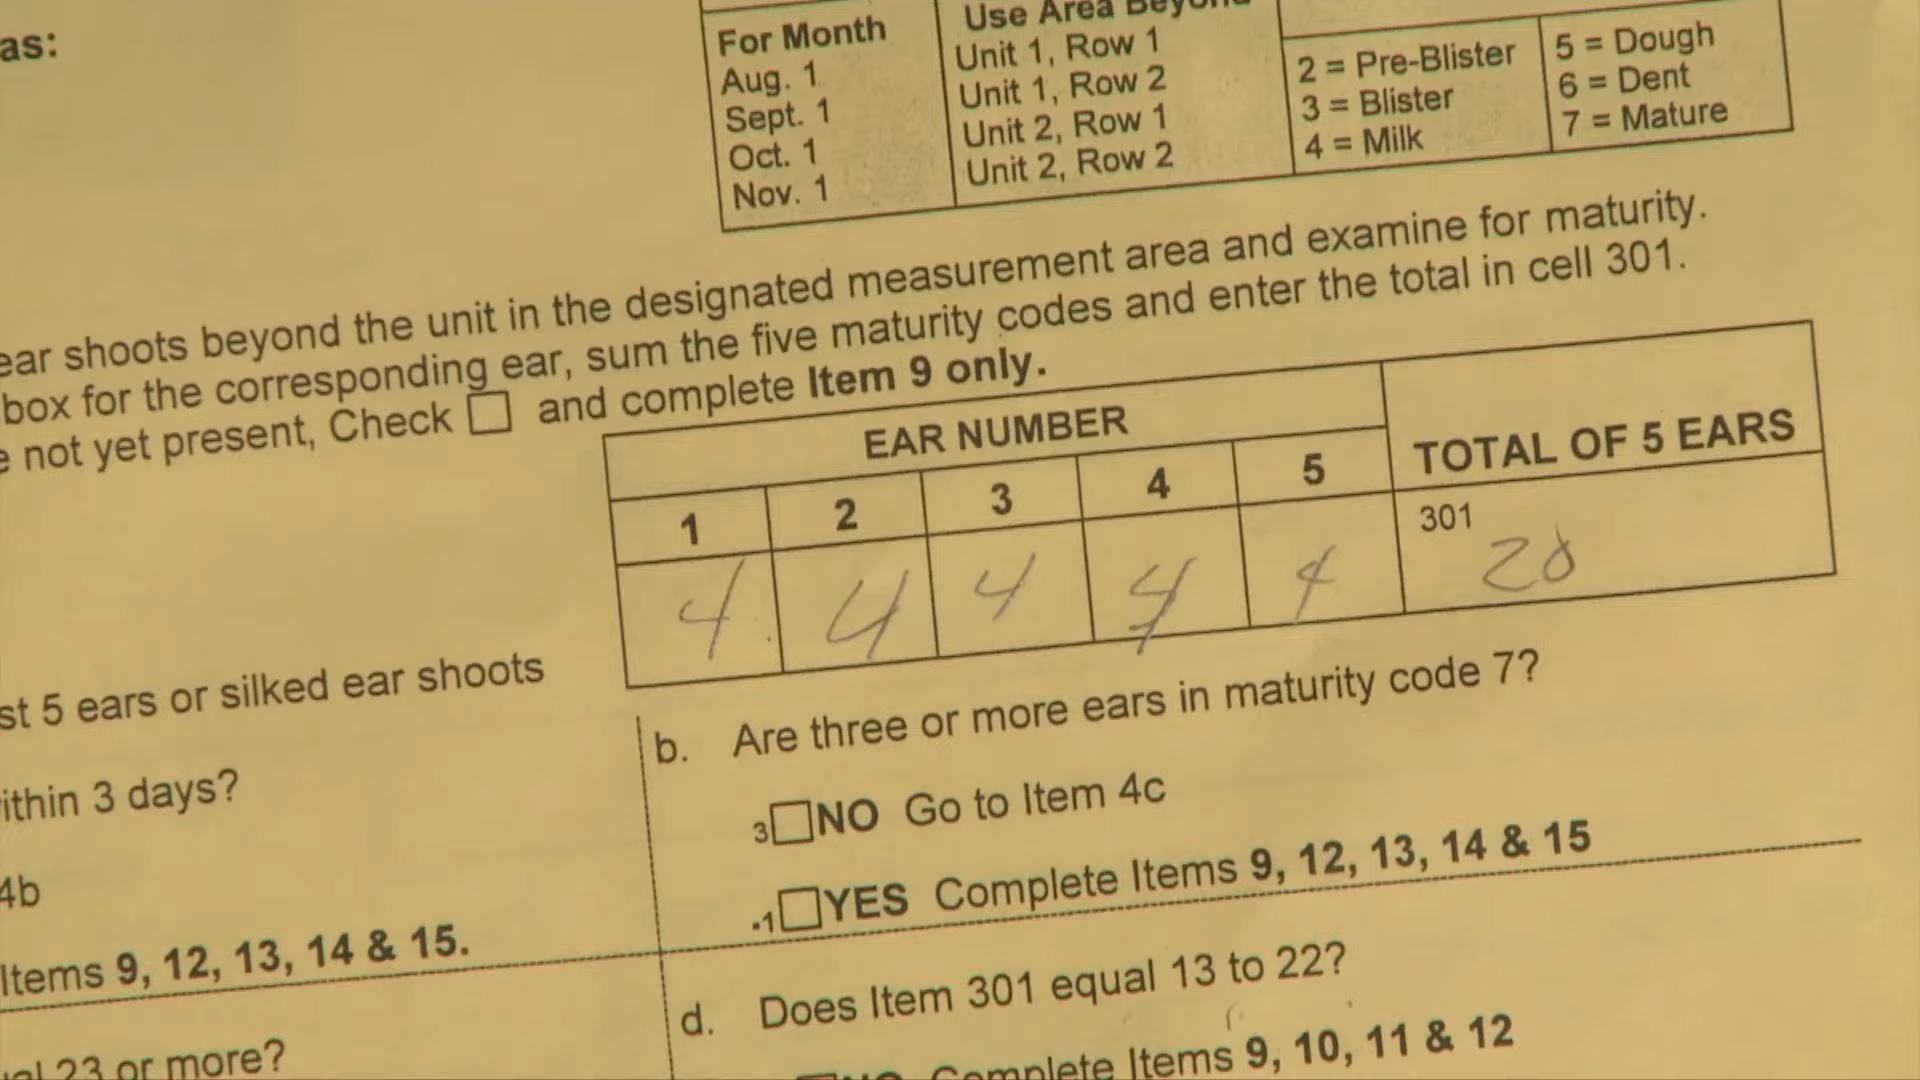 as:
For Month
Aug. 1
Sept. 1
Oct. 1
Nov. 1
Use Area Beyond
Unit 1, Row 1
Unit 1, Row 2
Unit 2, Row 1
Unit 2, Row 2
2 = Pre-Blister
3 = Blister
4 = Milk
5 = Dough
6 = Dent
7 = Mature
ear shoots beyond the unit in the designated measurement area and examine for maturity.
box for the corresponding ear, sum the five maturity codes and enter the total in cell 301.
not yet present, Check □ and complete Item 9 only.
EAR NUMBER
TOTAL OF 5 EARS
1 2 3 4 5
301
4 4 4 4 4 20
st 5 ears or silked ear shoots
ithin 3 days?
4b
Items 9, 12, 13, 14 & 15.
23 or more?
b. Are three or more ears in maturity code 7?
3 □ NO Go to Item 4c
.1 □ YES Complete Items 9, 12, 13, 14 & 15
d. Does Item 301 equal 13 to 22?
NO Complete Items 9, 10, 11 & 12